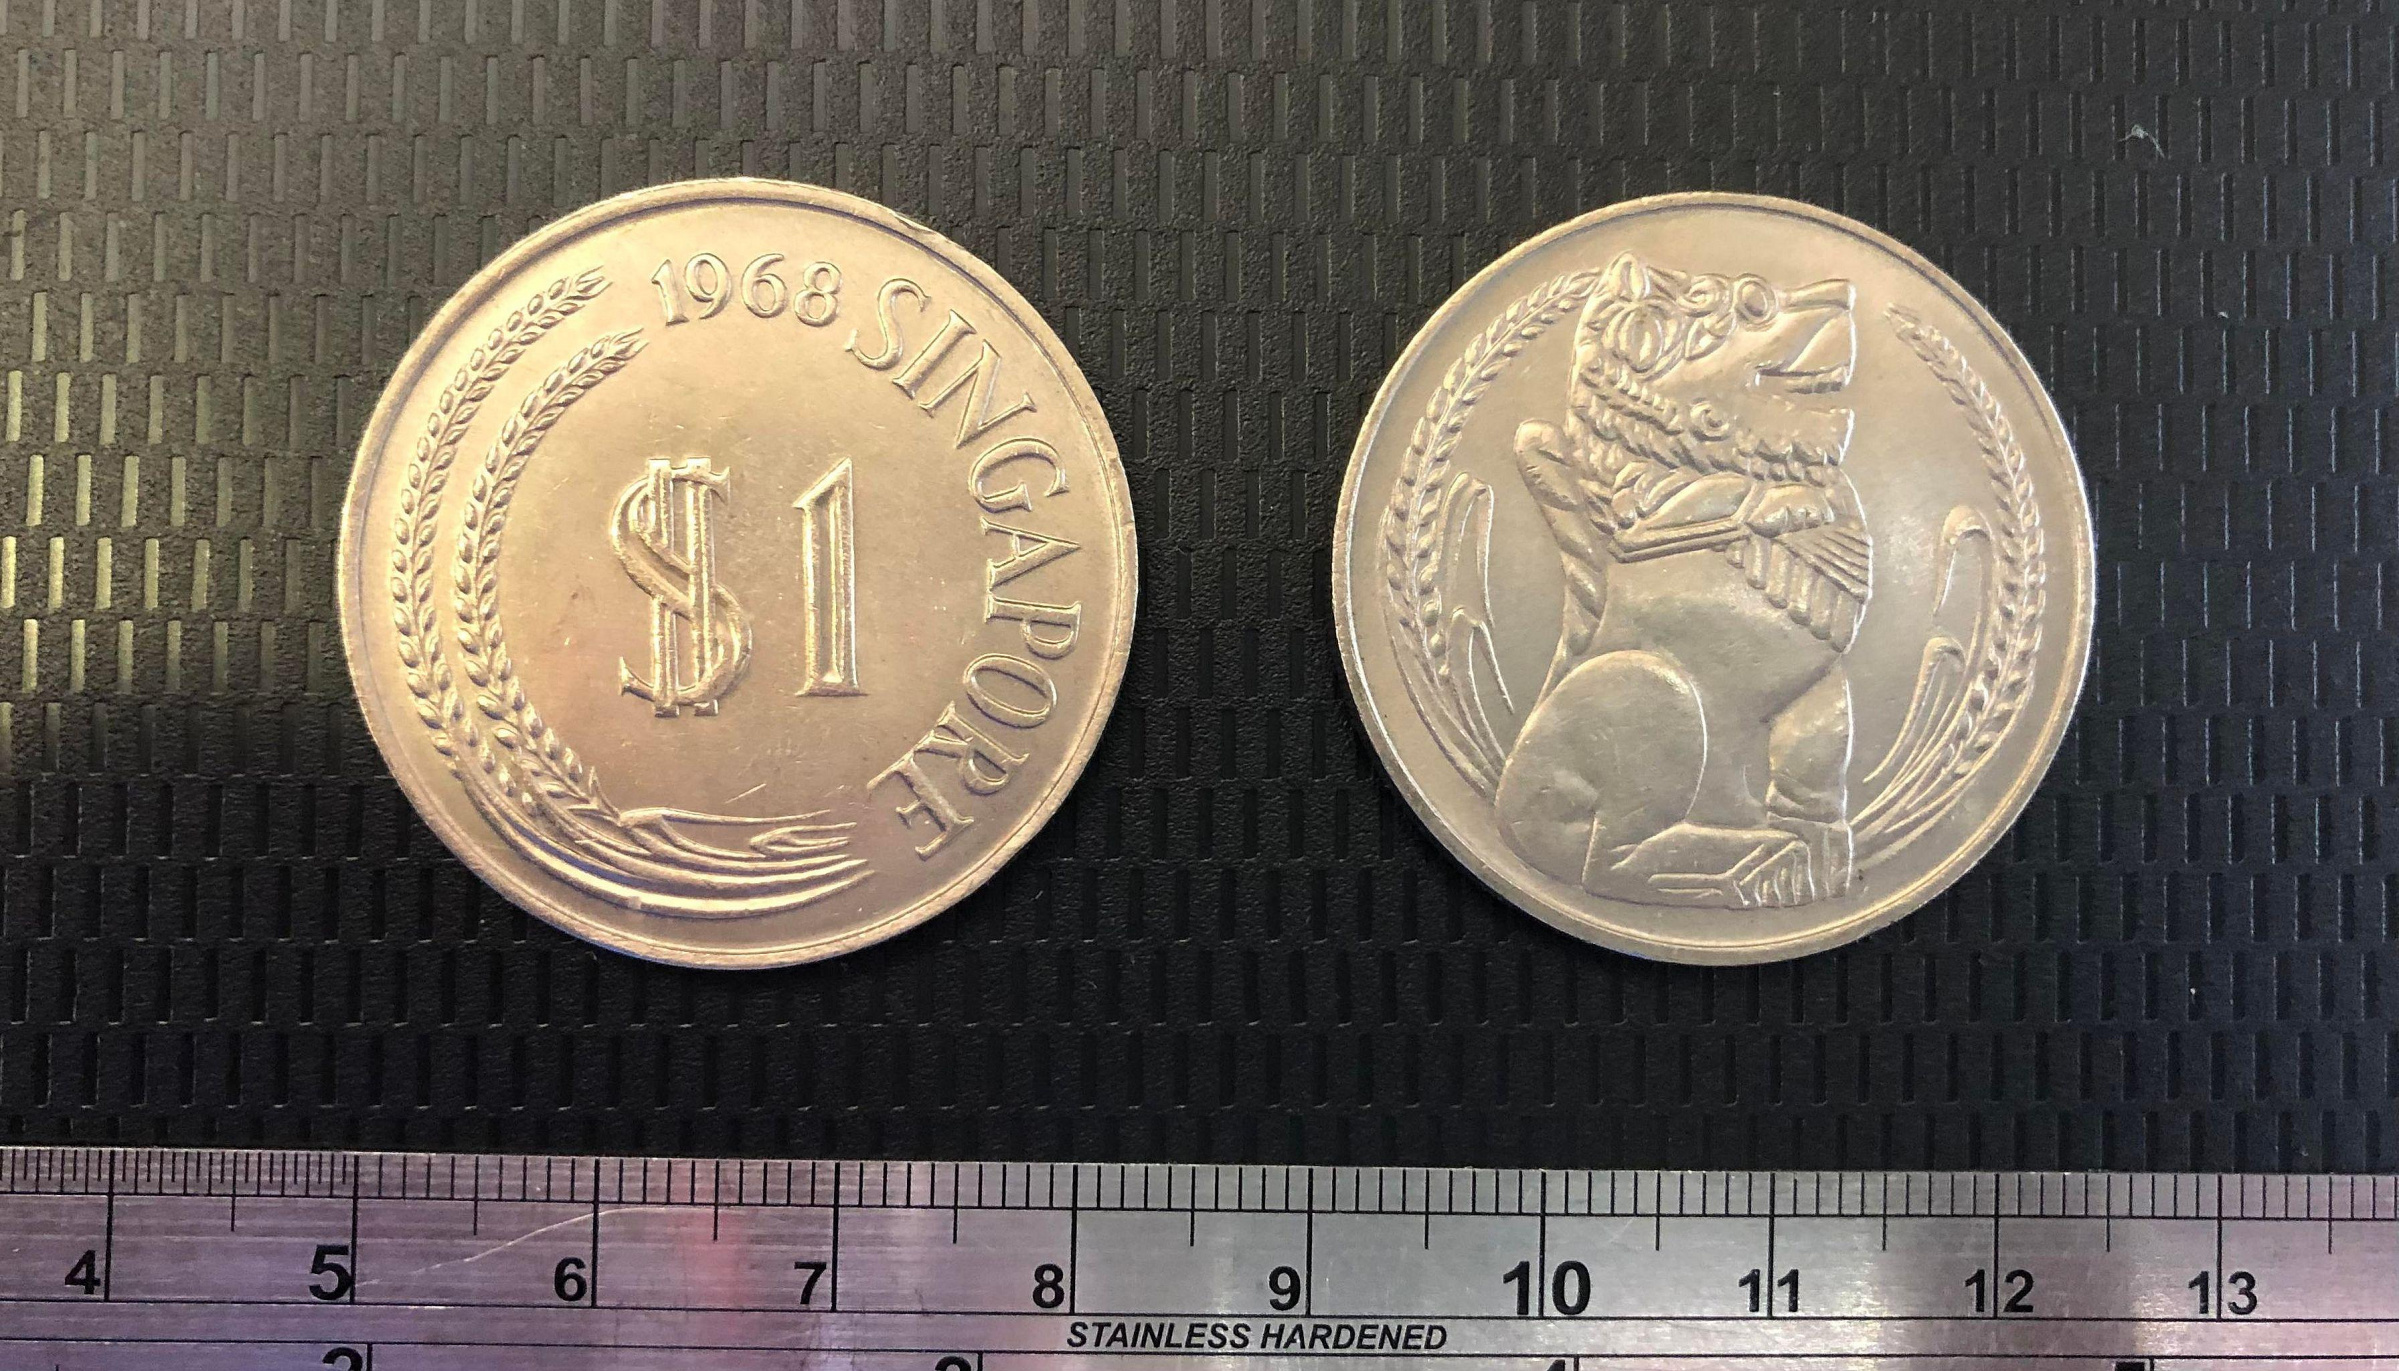 1968 SINGAPORE
$1
4 5 6 7 8 9 10 11 12 13
STAINLESS HARDENED